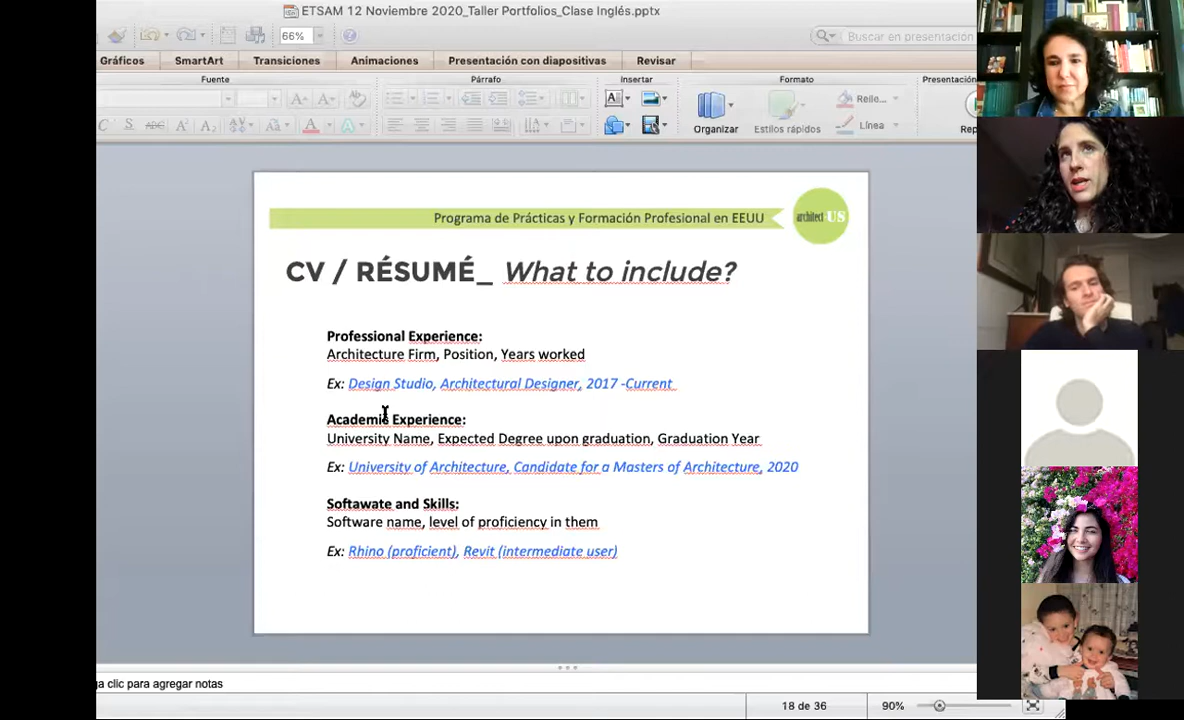 ETSAM 12 Noviembre 2020_Taller Portfolios_Clase Inglés.pptx
66%
Buscar en presentación
Gráficos SmartArt Transiciones Animaciones Presentación con diapositivas Revisar
Fuente Párrafo Insertar Formato Presentación
Relle...
Organizar Estilos rápidos Línea Rep
Programa de Prácticas y Formación Profesional en EEUU
architect-US
CV / RÉSUMÉ_ What to include?
Professional Experience:
Architecture Firm, Position, Years worked
Ex: Design Studio, Architectural Designer, 2017 -Current
Academic Experience:
University Name, Expected Degree upon graduation, Graduation Year
Ex: University of Architecture, Candidate for a Masters of Architecture, 2020
Softawate and Skills:
Software name, level of proficiency in them
Ex: Rhino (proficient), Revit (intermediate user)
a clic para agregar notas
18 de 36 90%